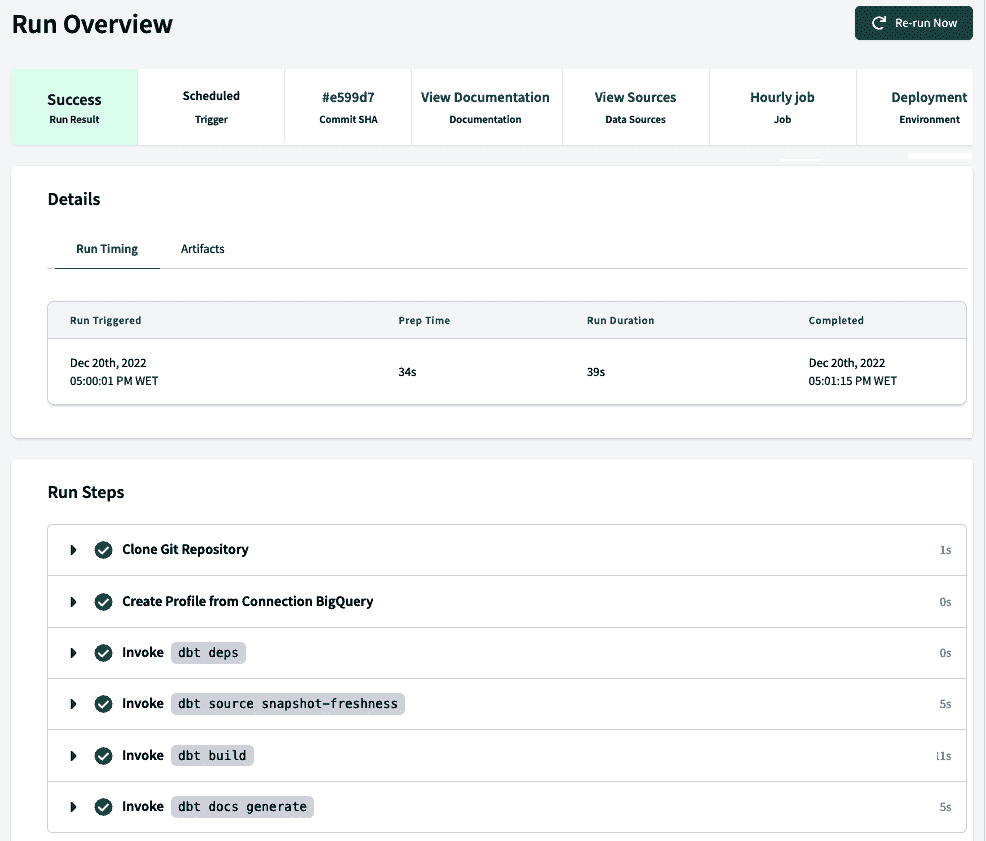 Run Overview
Re-run Now
Success
Run Result
Scheduled
Trigger
#e599d7
Commit SHA
View Documentation
Documentation
View Sources
Data Sources
Hourly job
Job
Deployment
Environment
Details
Run Timing Artifacts
Run Triggered Prep Time Run Duration Completed
Dec 20th, 2022
05:00:01 PM WET
34s
39s
Dec 20th, 2022
05:01:15 PM WET
Run Steps
Clone Git Repository 1s
Create Profile from Connection BigQuery 0s
Invoke dbt deps 0s
Invoke dbt source snapshot-freshness 5s
Invoke dbt build 11s
Invoke dbt docs generate 5s